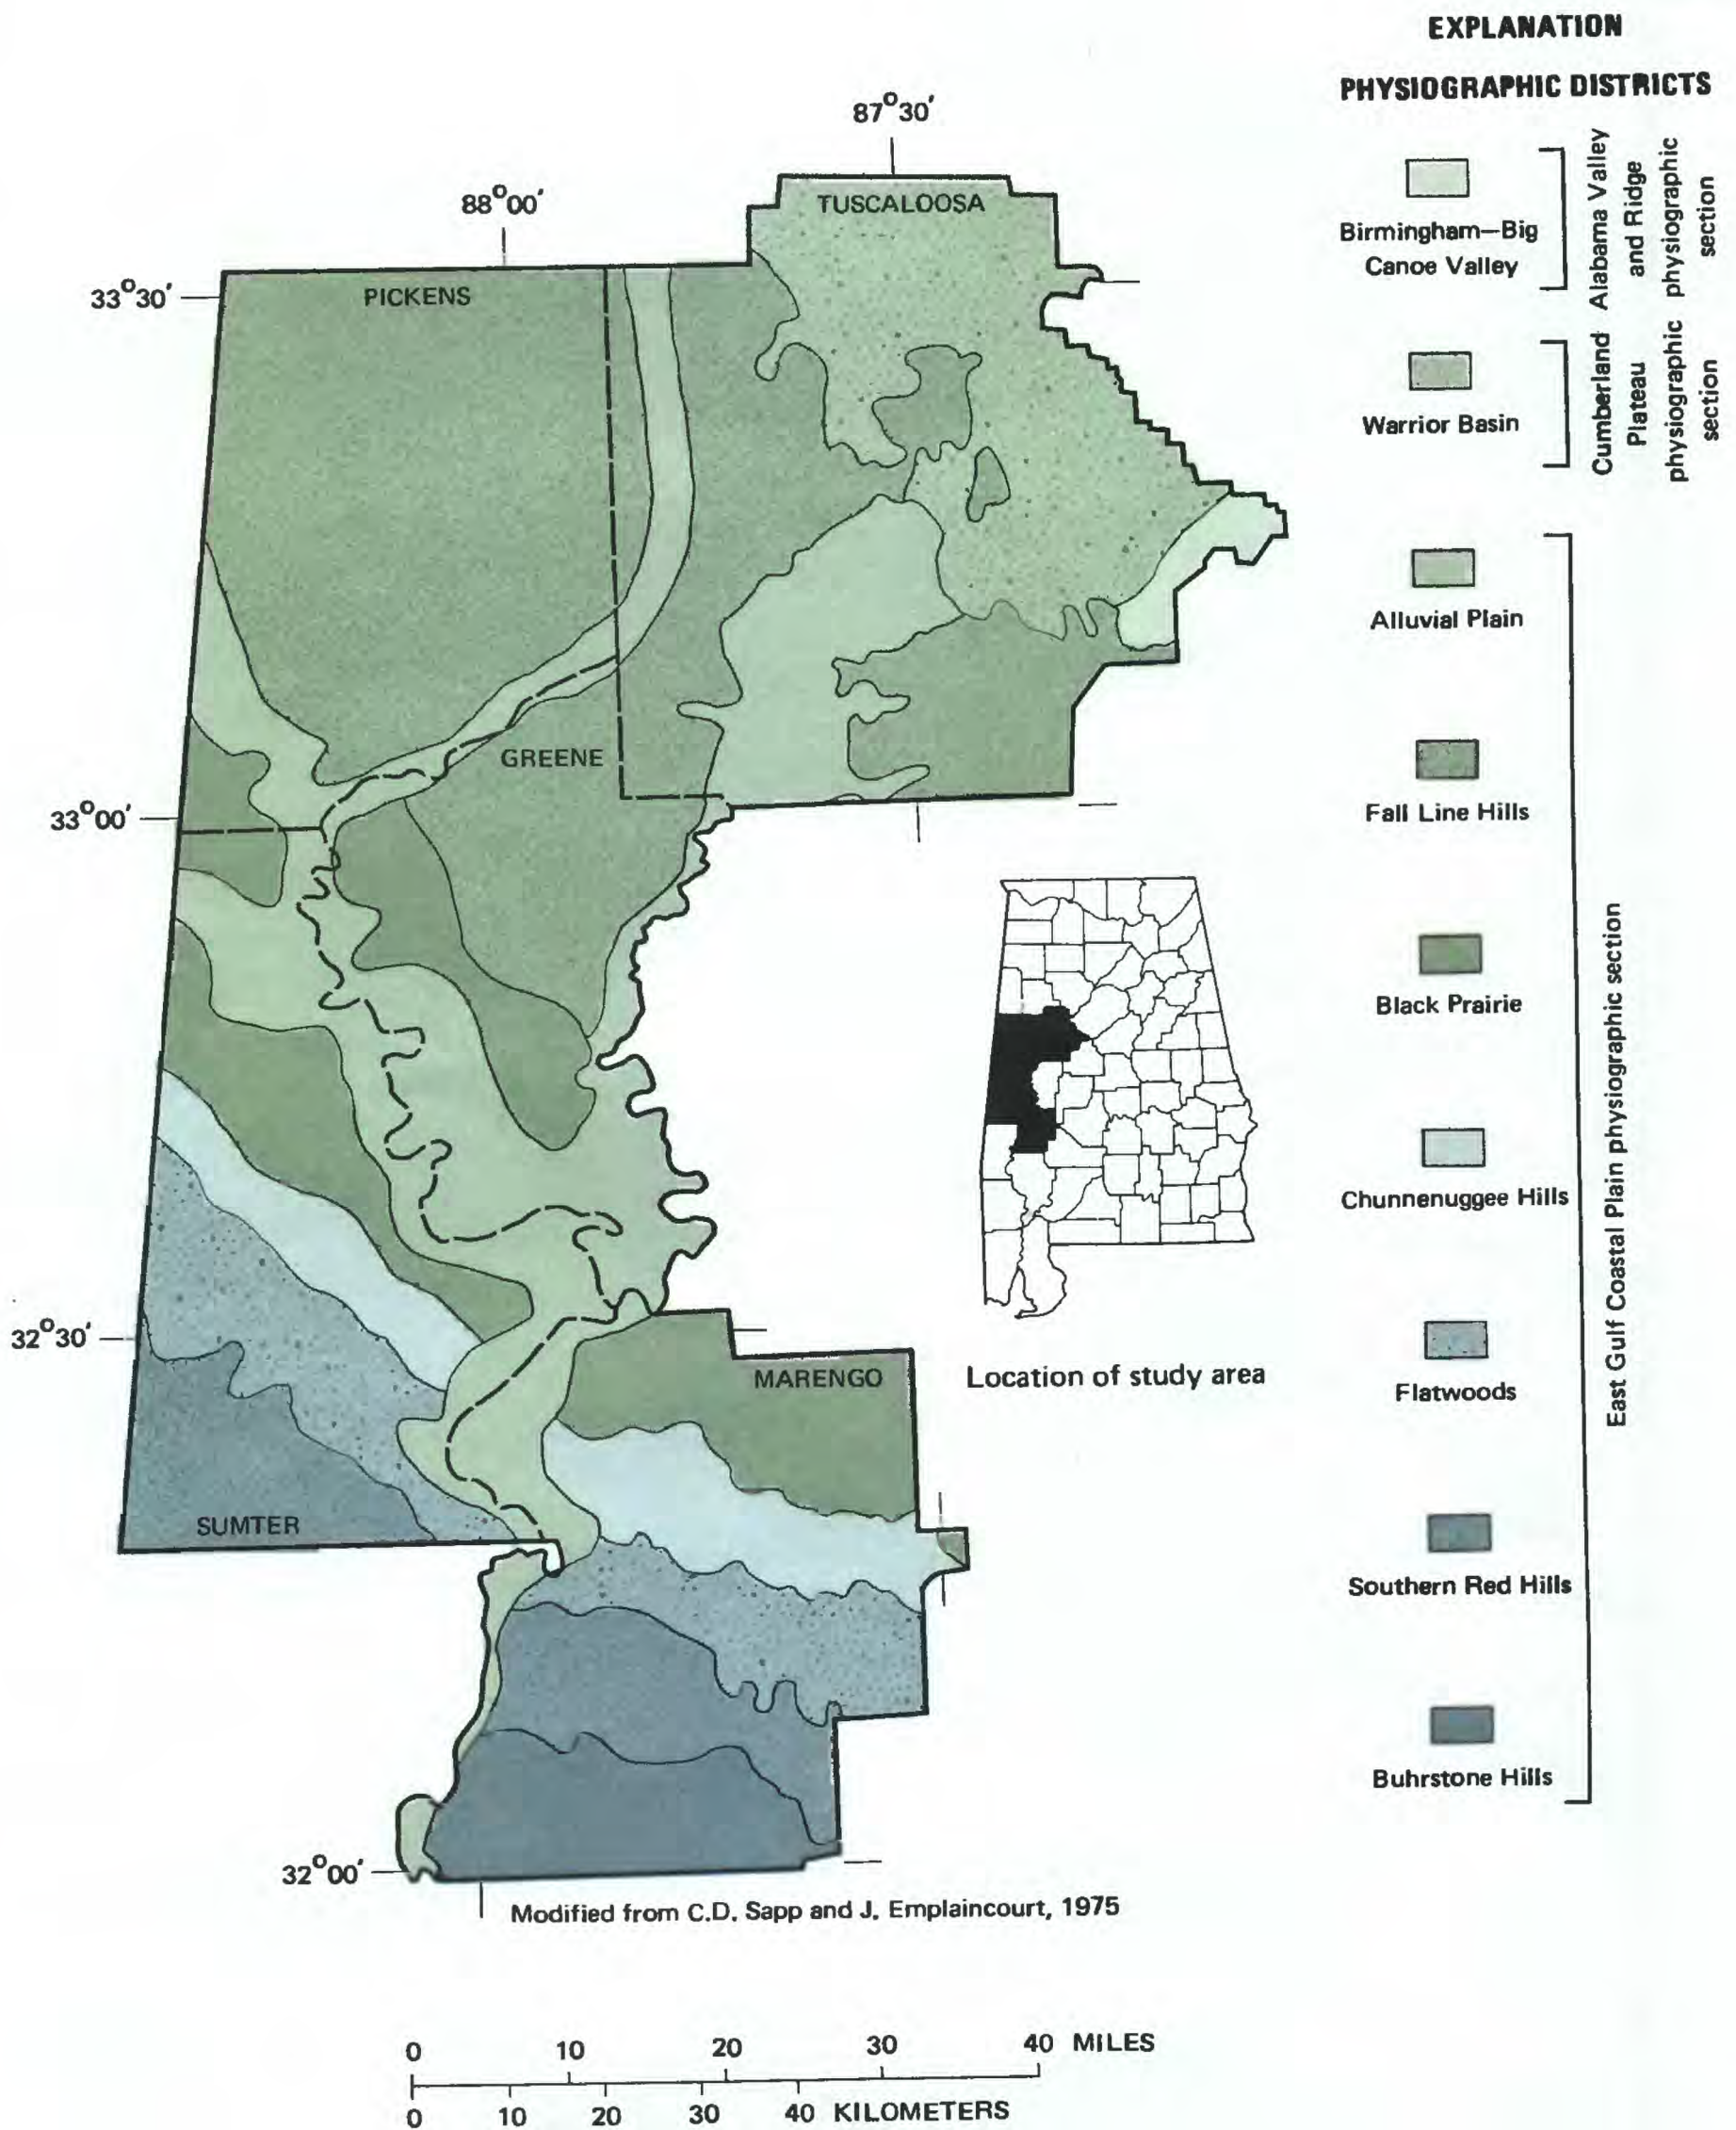 EXPLANATION
PHYSIOGRAPHIC DISTRICTS
Birmingham—Big
Canoe Valley
Alabama Valley
and Ridge
physiographic
section
Warrior Basin
Cumberland
Plateau
physiographic
section
Alluvial Plain
Fall Line Hills
Black Prairie
Chunnenuggee Hills
Flatwoods
Southern Red Hills
Buhrstone Hills
East Gulf Coastal Plain physiographic section
87°30′
88°00′
TUSCALOOSA
33°30′
PICKENS
GREENE
33°00′
32°30′
MARENGO
Location of study area
SUMTER
32°00′
Modified from C.D. Sapp and J. Emplaincourt, 1975
0 10 20 30 40 MILES
0 10 20 30 40 KILOMETERS